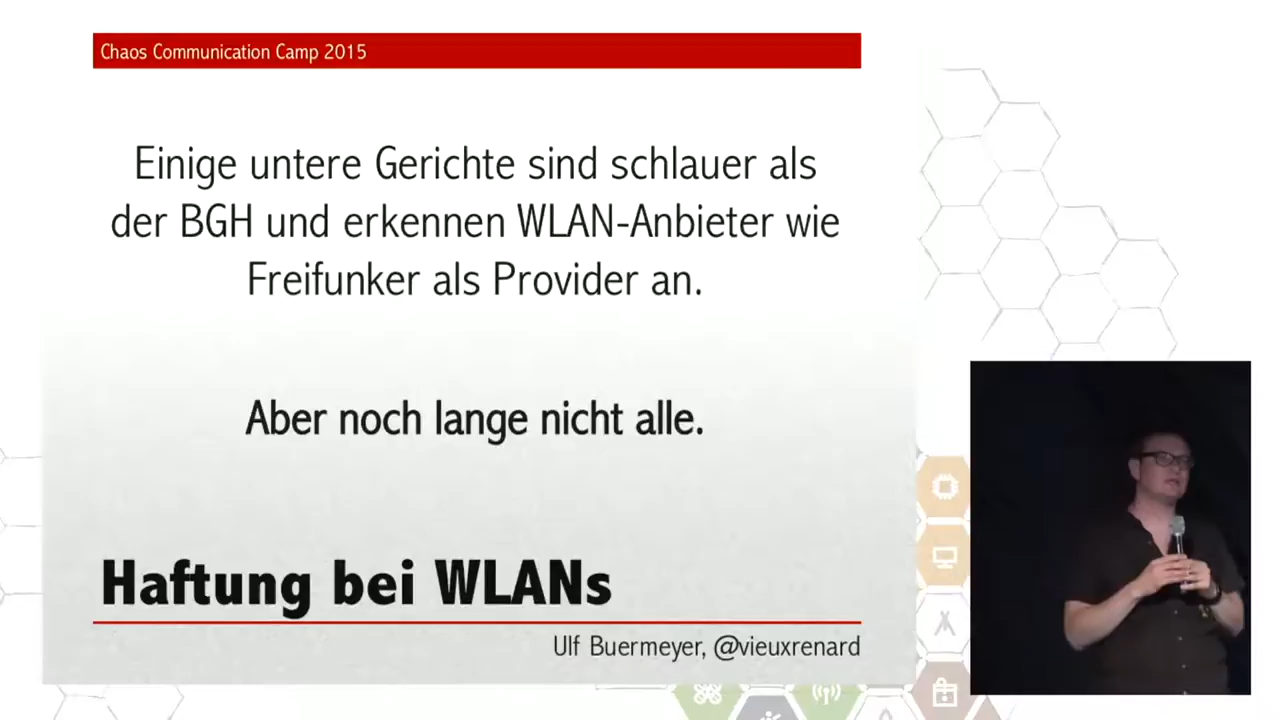 Chaos Communication Camp 2015
Einige untere Gerichte sind schlauer als
der BGH und erkennen WLAN-Anbieter wie
Freifunker als Provider an.
Aber noch lange nicht alle.
Haftung bei WLANs
Ulf Buermeyer, @vieuxrenard